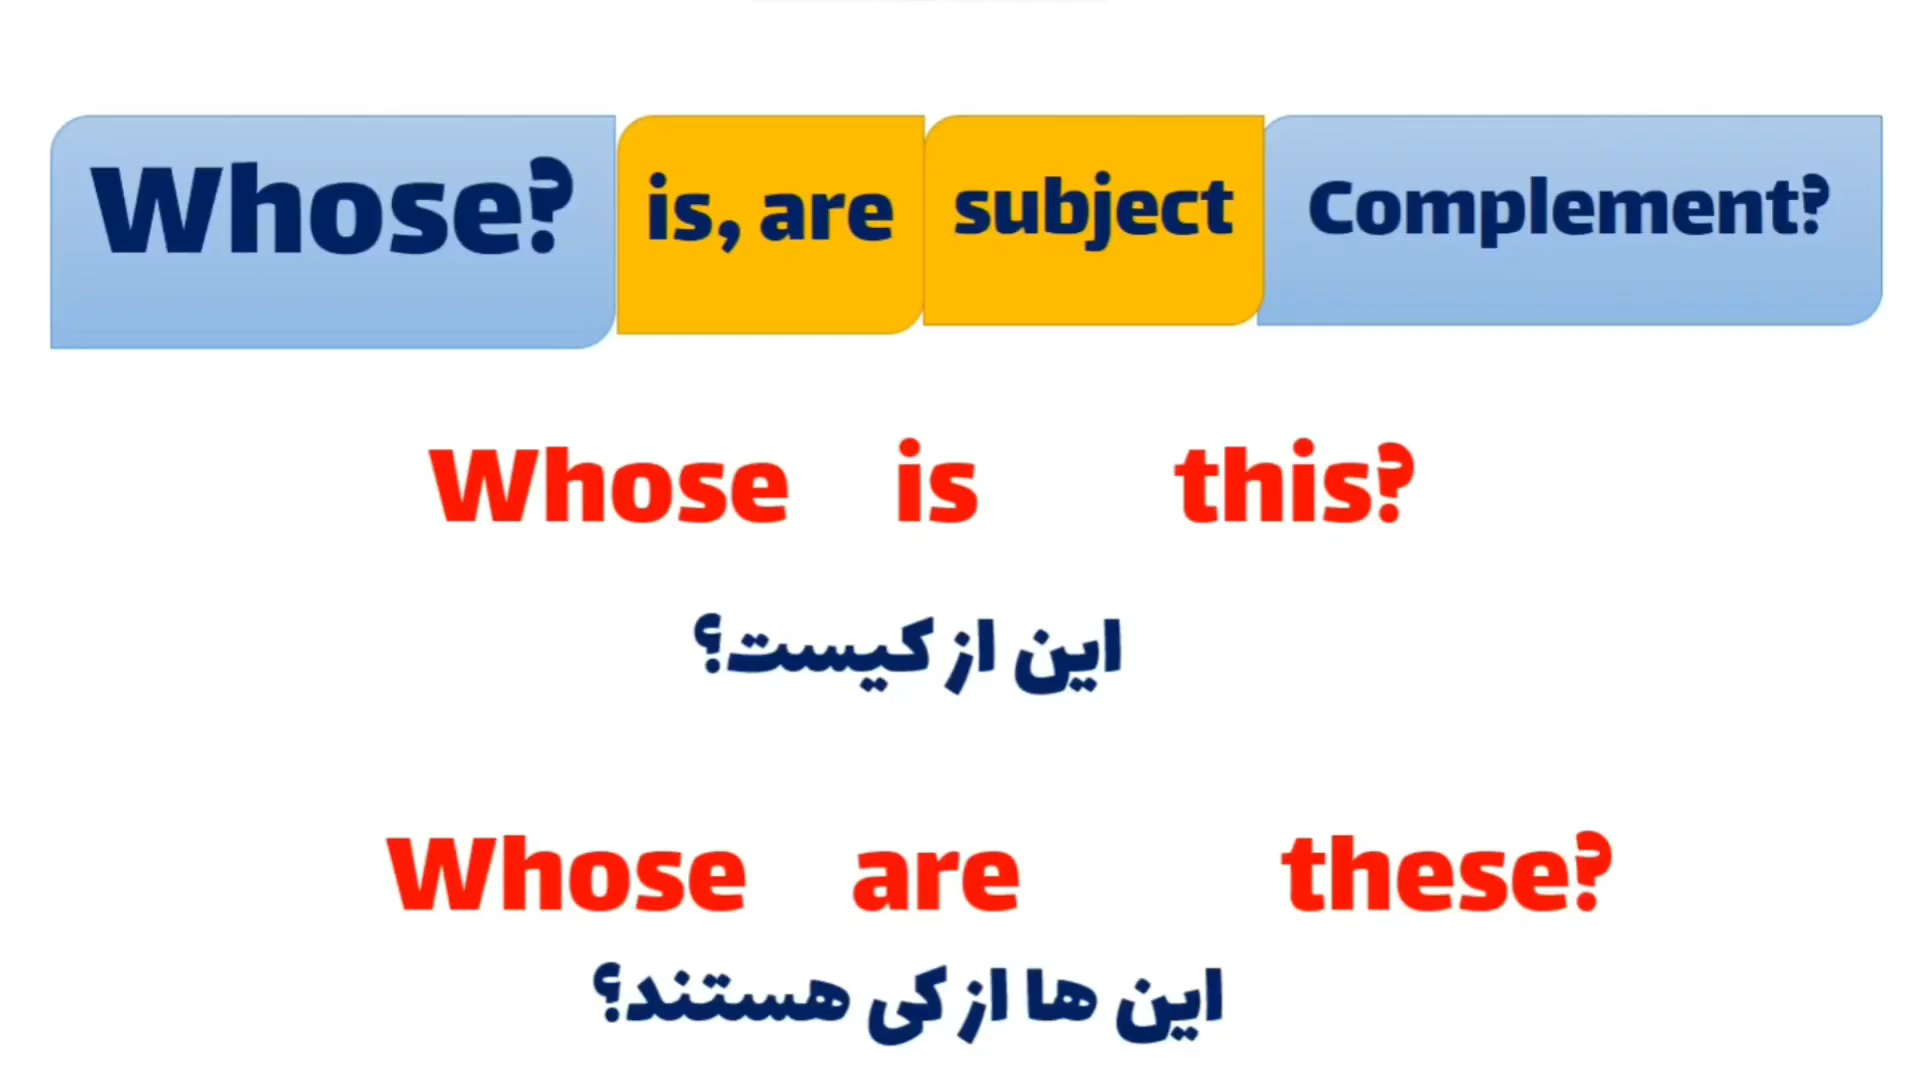 Whose? is, are subject Complement?
Whose is this?
این از کیست؟
Whose are these?
این ها از کی هستند؟